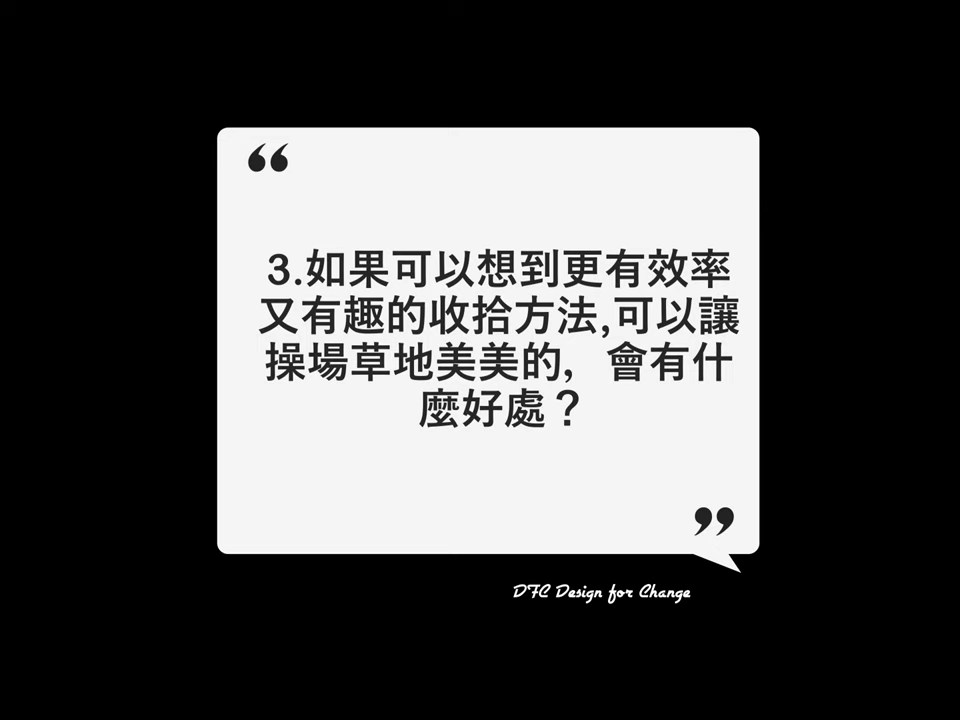 “
3.如果可以想到更有效率
又有趣的收拾方法,可以讓
操場草地美美的，會有什
麼好處？
”
DFC Design for Change